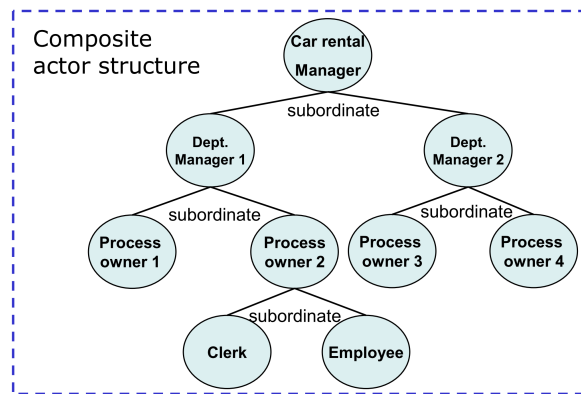 Composite
actor structure
Car rental
Manager
subordinate
Dept.
Manager 1
Dept.
Manager 2
subordinate
subordinate
Process
owner 1
Process
owner 2
Process
owner 3
Process
owner 4
subordinate
Clerk
Employee